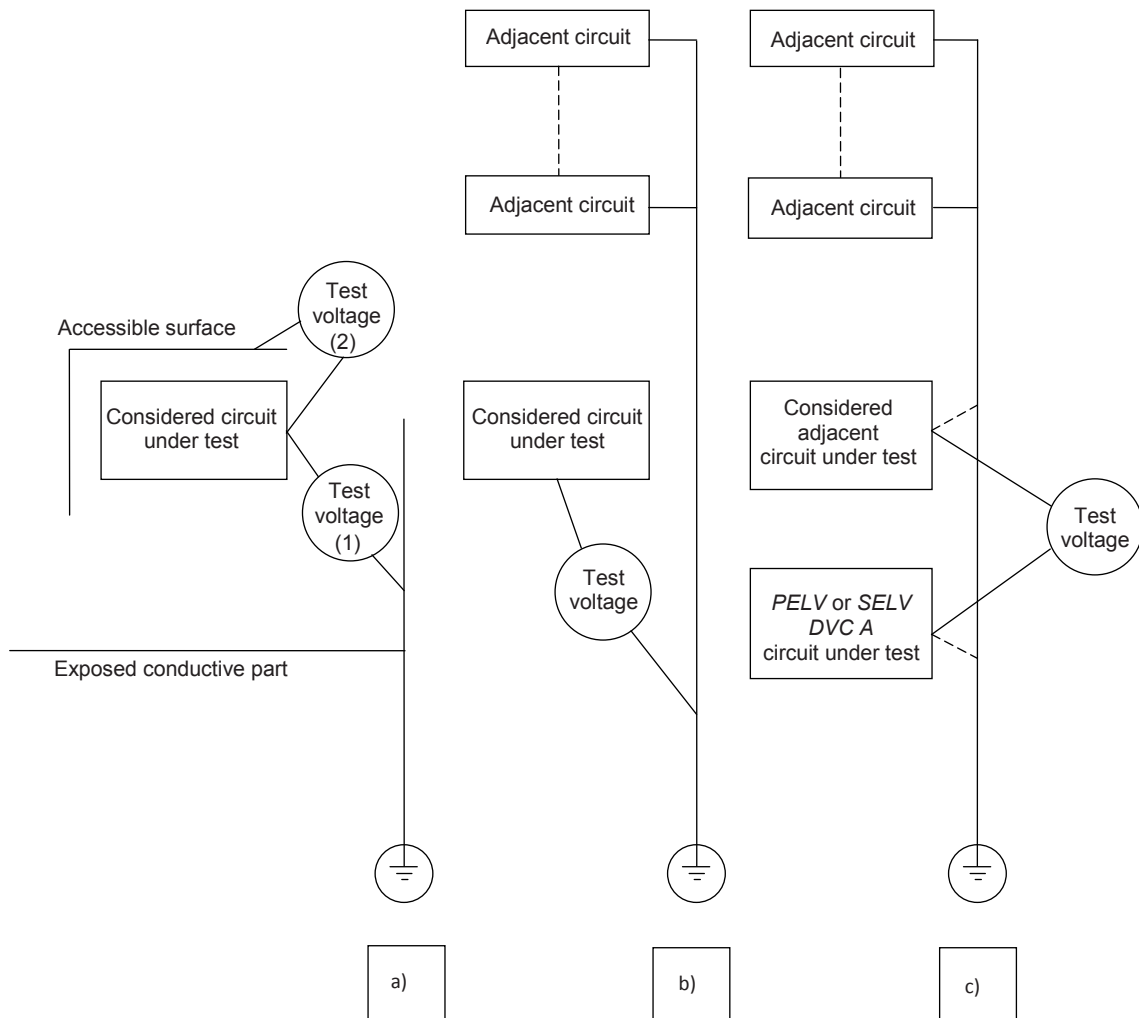 Adjacent circuit
Adjacent circuit
Adjacent circuit
Adjacent circuit
Test
voltage
(2)
Accessible surface
Considered circuit
under test
Test
voltage
(1)
Exposed conductive part
Considered circuit
under test
Test
voltage
Considered
adjacent
circuit under test
Test
voltage
PELV or SELV
DVC A
circuit under test
a)
b)
c)